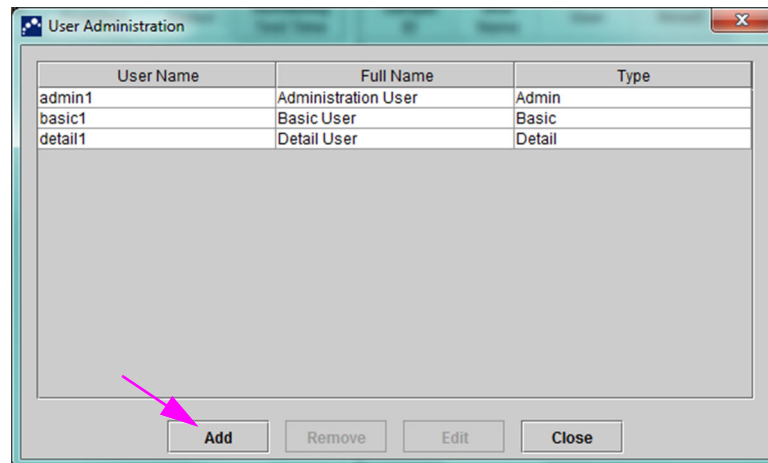 User Administration
User Name Full Name Type
admin1 Administration User Admin
basic1 Basic User Basic
detail1 Detail User Detail
Add Remove Edit Close